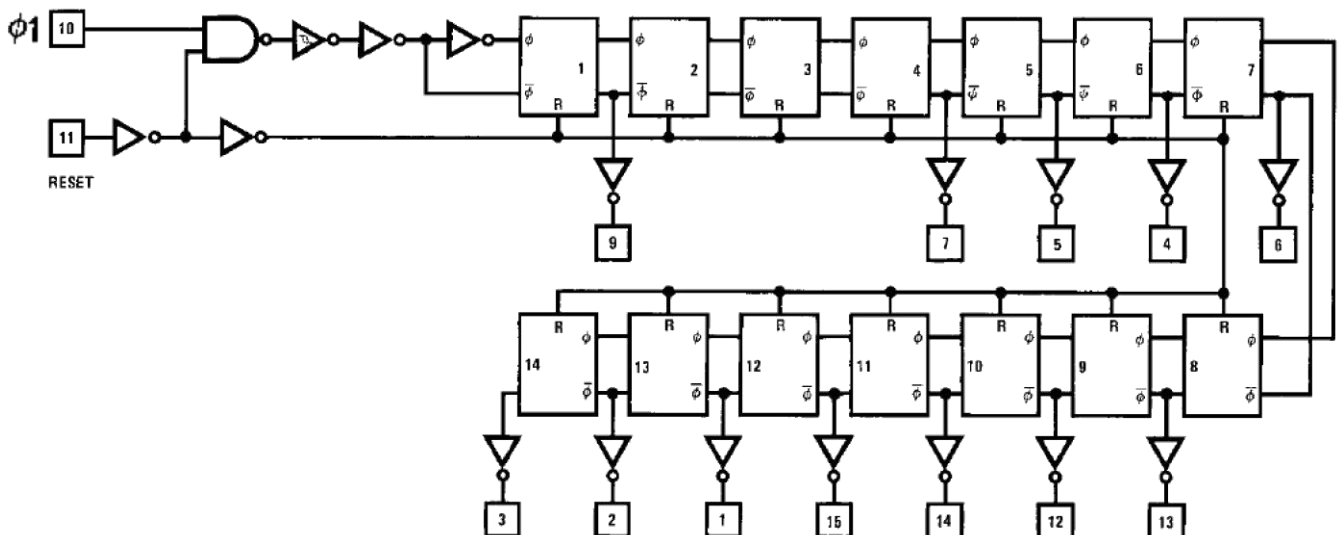 ϕ1 10
ϕ ϕ ϕ ϕ ϕ ϕ ϕ
1 2 3 4 5 6 7
ϕ̅ ϕ̅ ϕ̅ ϕ̅ ψ̅ ψ̅ ϕ̅
R R R R R R R
11
RESET
9 7 5 4 6
R R R R R R R
ϕ ϕ ϕ ϕ ϕ ϕ ϕ
14 13 12 11 10 9 8
ϕ̅ ϕ̅ ϕ̅ ϕ̅ ϕ̅ ϕ̅ ϕ̅
3 2 1 15 14 12 13